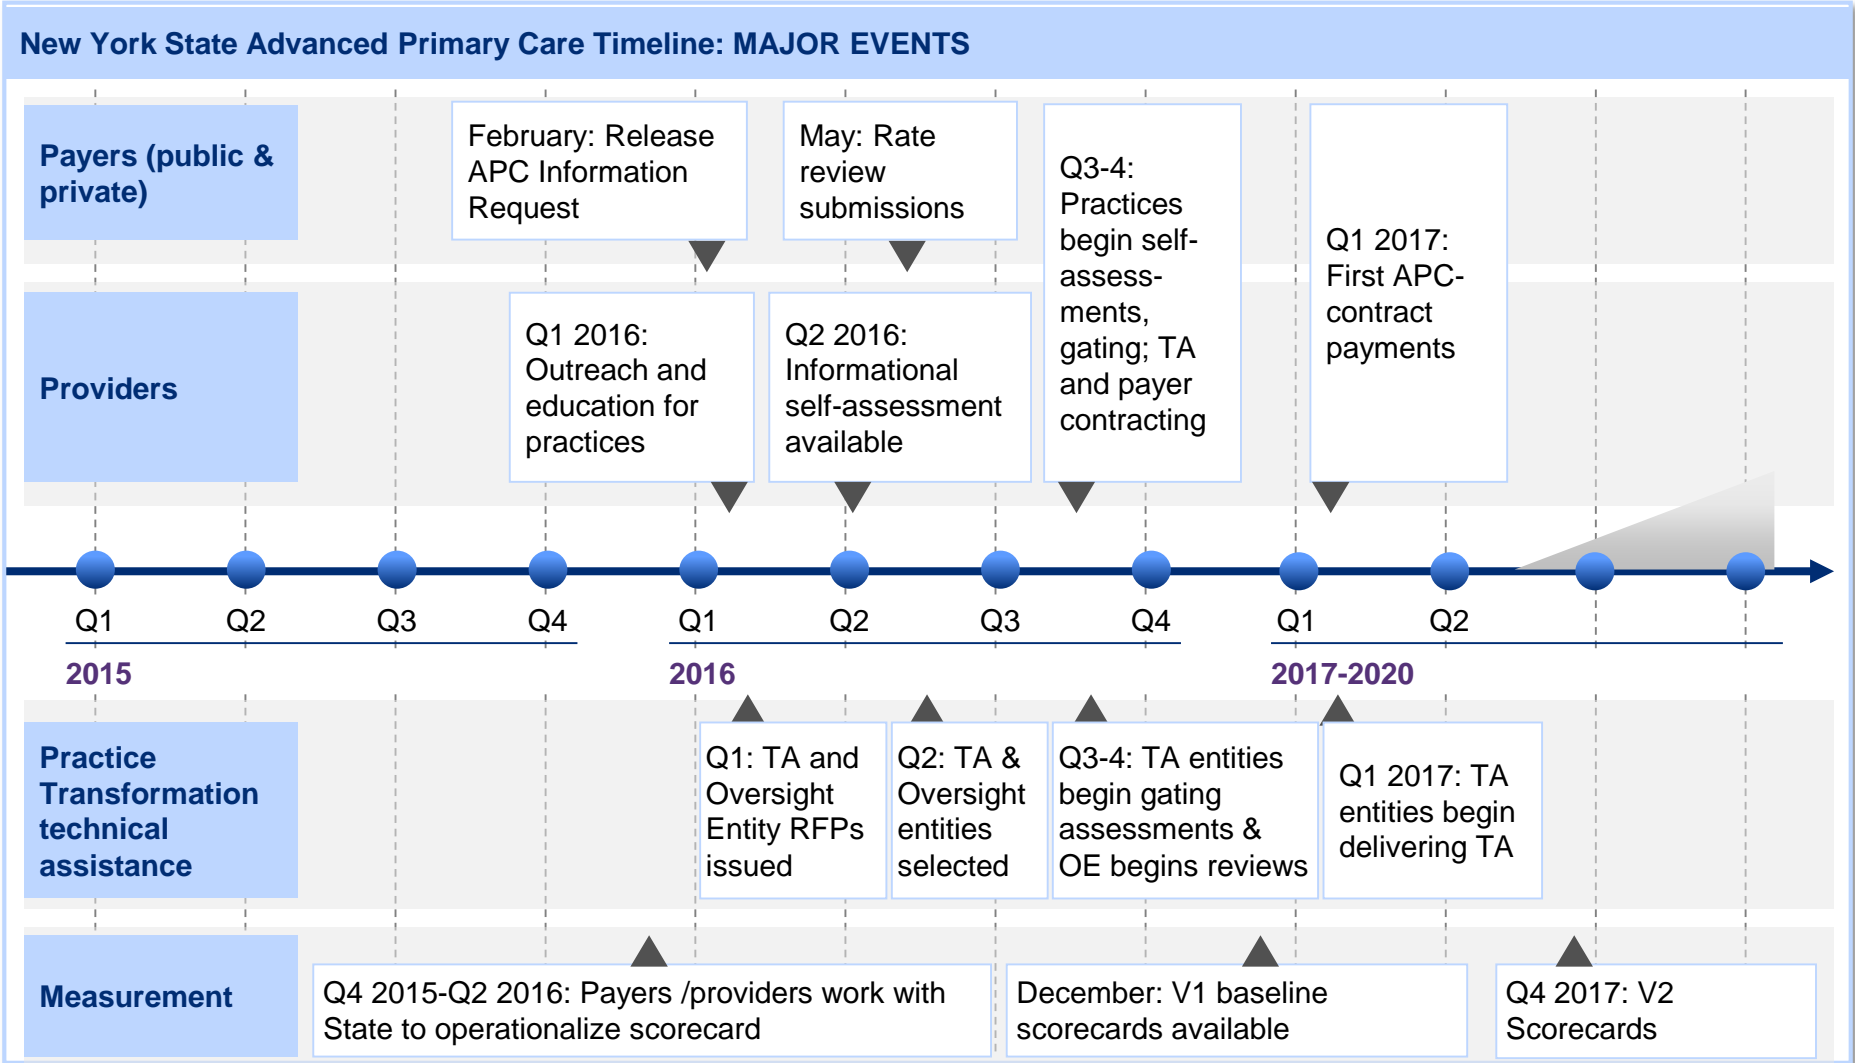 New York State Advanced Primary Care Timeline: MAJOR EVENTS
Payers (public &
private)
February: Release
APC Information
Request
May: Rate
review
submissions
Q3-4:
Practices
begin self-
assess-
ments,
gating; TA
and payer
contracting
Q1 2017:
First APC-
contract
payments
Providers
Q1 2016:
Outreach and
education for
practices
Q2 2016:
Informational
self-assessment
available
Q1
Q2
Q3
Q4
Q1
Q2
Q3
Q4
Q1
Q2
2015
2016
2017-2020
Practice
Transformation
technical
assistance
Q1: TA and
Oversight
Entity RFPs
issued
Q2: TA &
Oversight
entities
selected
Q3-4: TA entities
begin gating
assessments &
OE begins reviews
Q1 2017: TA
entities begin
delivering TA
Measurement
Q4 2015-Q2 2016: Payers /providers work with
State to operationalize scorecard
December: V1 baseline
scorecards available
Q4 2017: V2
Scorecards